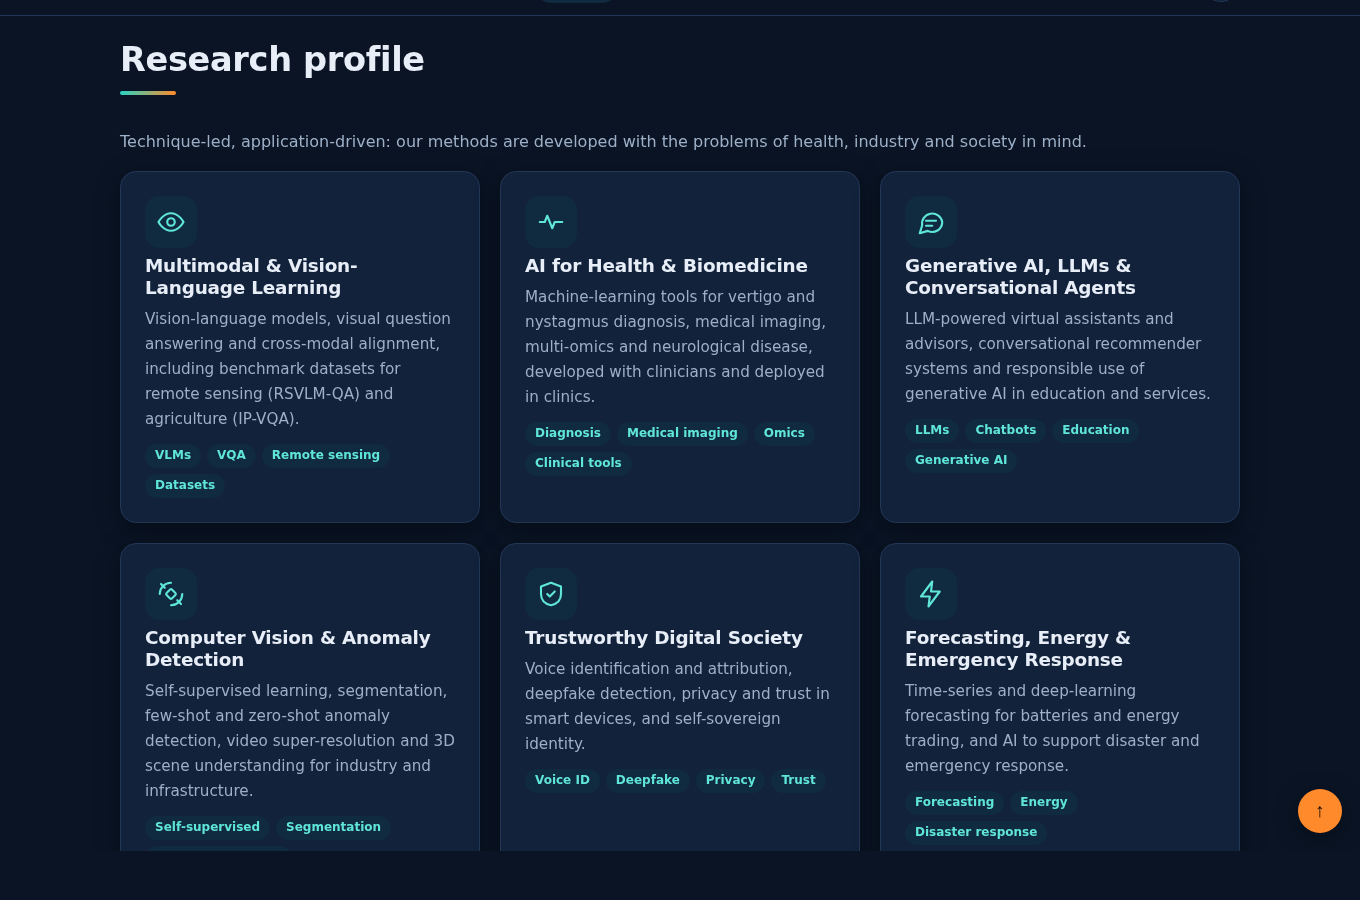 Research profile
Technique-led, application-driven: our methods are developed with the problems of health, industry and society in mind.
Multimodal & Vision-
Language Learning
Vision-language models, visual question
answering and cross-modal alignment,
including benchmark datasets for
remote sensing (RSVLM-QA) and
agriculture (IP-VQA).
VLMs VQA Remote sensing
Datasets
AI for Health & Biomedicine
Machine-learning tools for vertigo and
nystagmus diagnosis, medical imaging,
multi-omics and neurological disease,
developed with clinicians and deployed
in clinics.
Diagnosis Medical imaging Omics
Clinical tools
Generative AI, LLMs &
Conversational Agents
LLM-powered virtual assistants and
advisors, conversational recommender
systems and responsible use of
generative AI in education and services.
LLMs Chatbots Education
Generative AI
Computer Vision & Anomaly
Detection
Self-supervised learning, segmentation,
few-shot and zero-shot anomaly
detection, video super-resolution and 3D
scene understanding for industry and
infrastructure.
Self-supervised Segmentation
Trustworthy Digital Society
Voice identification and attribution,
deepfake detection, privacy and trust in
smart devices, and self-sovereign
identity.
Voice ID Deepfake Privacy Trust
Forecasting, Energy &
Emergency Response
Time-series and deep-learning
forecasting for batteries and energy
trading, and AI to support disaster and
emergency response.
Forecasting Energy
Disaster response
↑